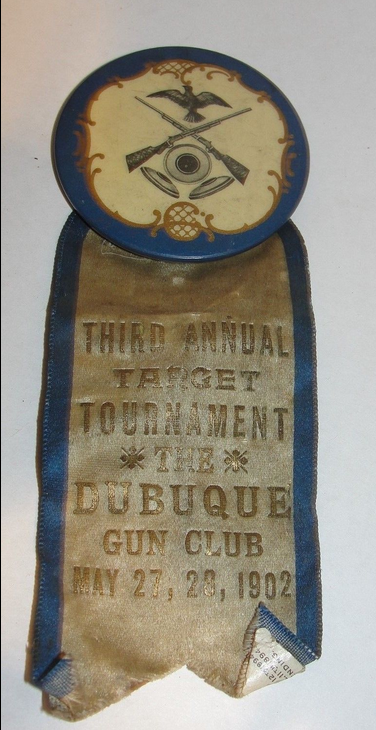 THIRD ANNUAL
TARGET
TOURNAMENT
THE
DUBUQUE
GUN CLUB
MAY 27, 28, 1902